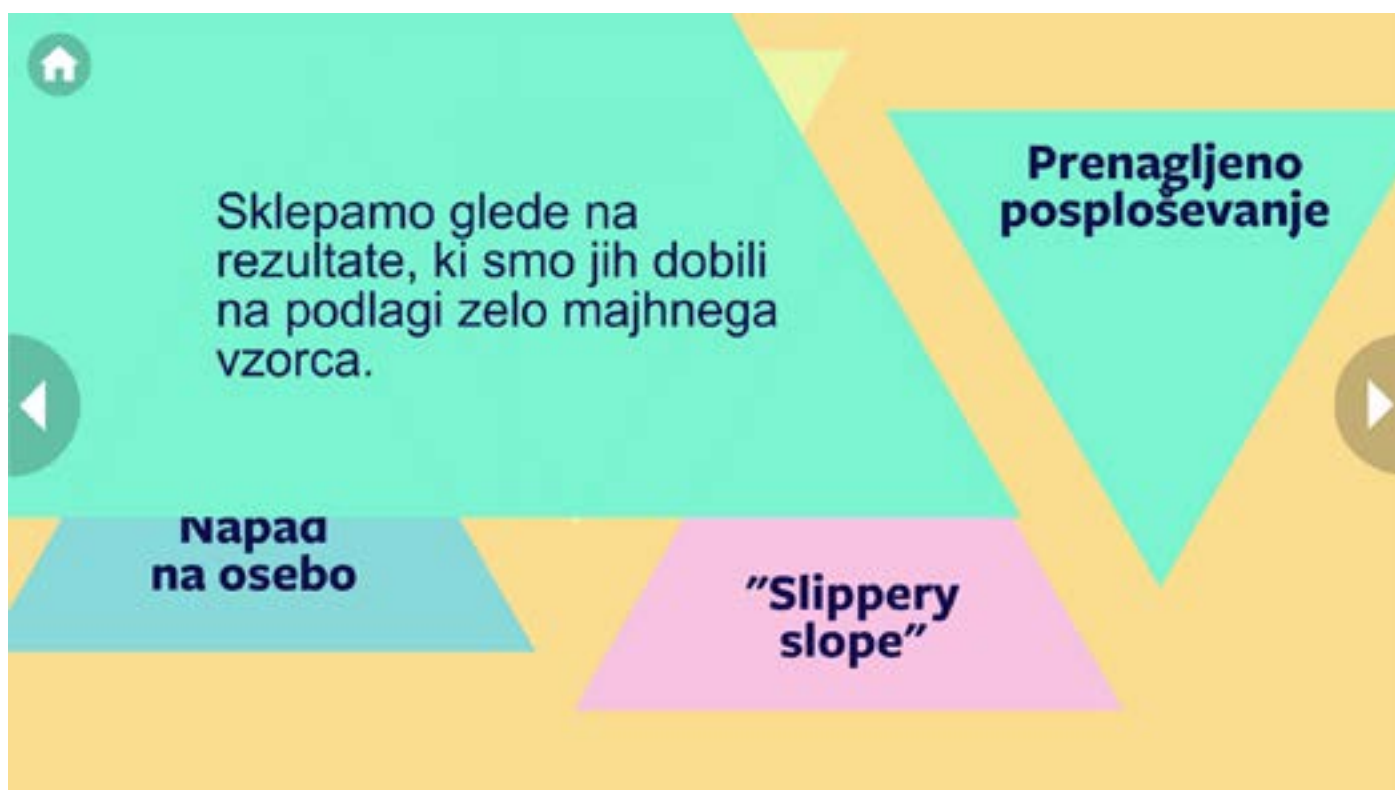 Sklepamo glede na
rezultate, ki smo jih dobili
na podlagi zelo majhnega
vzorca.
Prenagljeno
posploševanje
Napad
na osebo
"Slippery
slope"